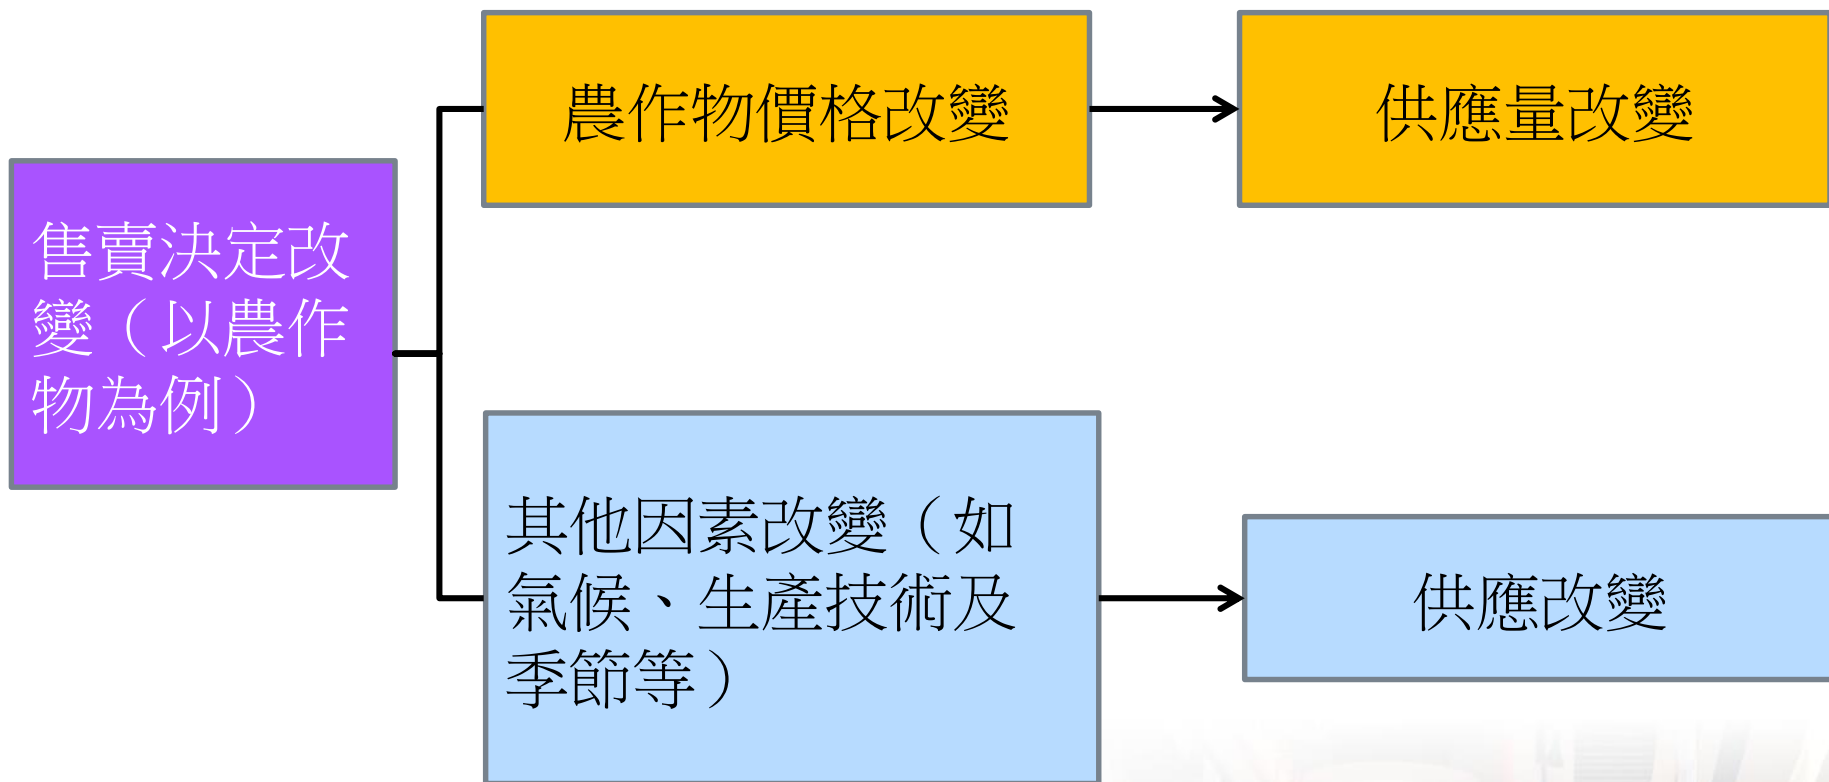 售賣決定改
變（以農作
物為例）
農作物價格改變
供應量改變
其他因素改變（如
氣候、生產技術及
季節等）
供應改變